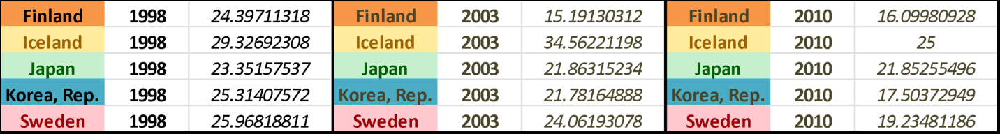 Finland 1998 24.39711318 Finland 2003 15.19130312 Finland 2010 16.09980928
Iceland 1998 29.32692308 Iceland 2003 34.56221198 Iceland 2010 25
Japan 1998 23.35157537 Japan 2003 21.86315234 Japan 2010 21.85255496
Korea, Rep. 1998 25.31407572 Korea, Rep. 2003 21.78164888 Korea, Rep. 2010 17.50372949
Sweden 1998 25.96818811 Sweden 2003 24.06193078 Sweden 2010 19.23481186